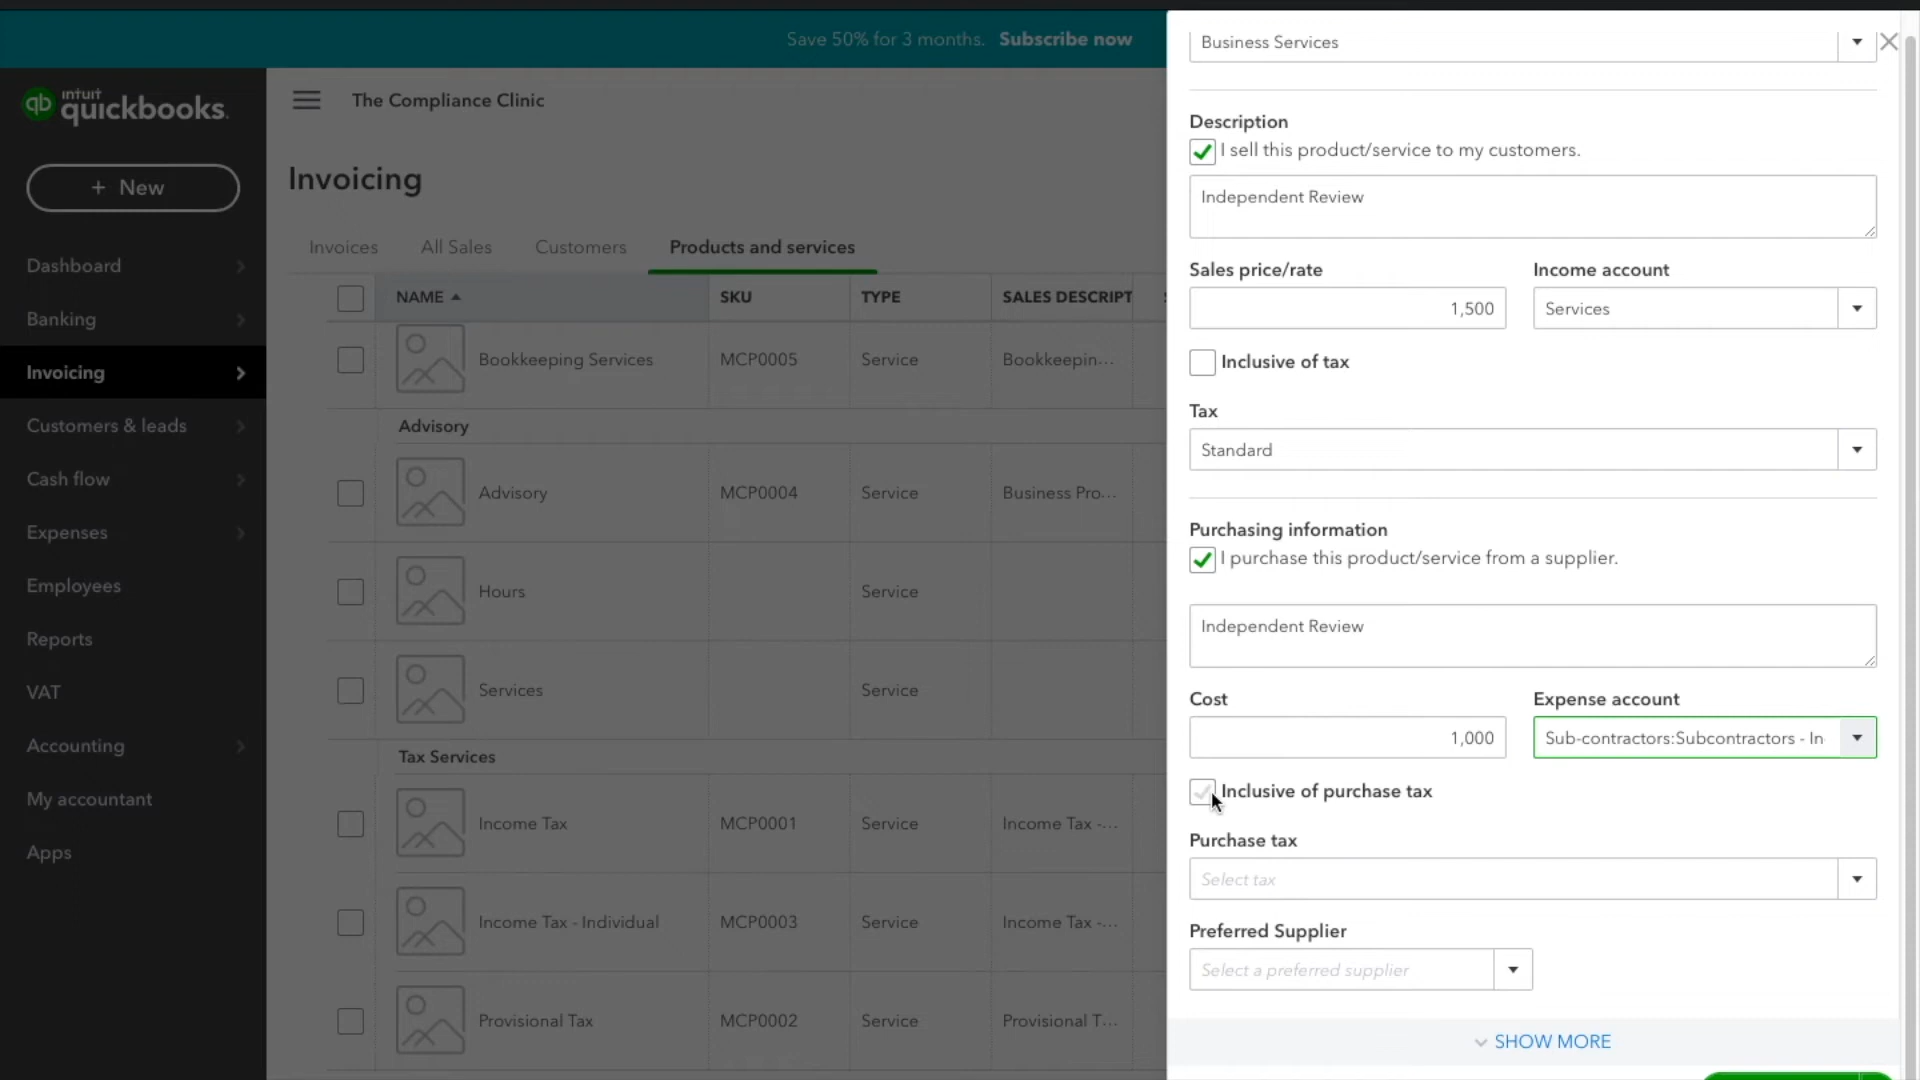 Save 50% for 3 months. Subscribe now
intuit
qb quickbooks.
+ New
Dashboard
Banking
Invoicing
Customers & leads
Cash flow
Expenses
Employees
Reports
VAT
Accounting
My accountant
Apps
The Compliance Clinic
Invoicing
Invoices All Sales Customers Products and services
NAME SKU TYPE SALES DESCRIPT
Bookkeeping Services MCP0005 Service Bookkeepin...
Advisory
Advisory MCP0004 Service Business Pro...
Hours Service
Services Service
Tax Services
Income Tax MCP0001 Service Income Tax -...
Income Tax - Individual MCP0003 Service Income Tax -...
Provisional Tax MCP0002 Service Provisional T...
Business Services
Description
I sell this product/service to my customers.
Independent Review
Sales price/rate Income account
1,500 Services
Inclusive of tax
Tax
Standard
Purchasing information
I purchase this product/service from a supplier.
Independent Review
Cost Expense account
1,000 Sub-contractors:Subcontractors - In
Inclusive of purchase tax
Purchase tax
Select tax
Preferred Supplier
Select a preferred supplier
SHOW MORE